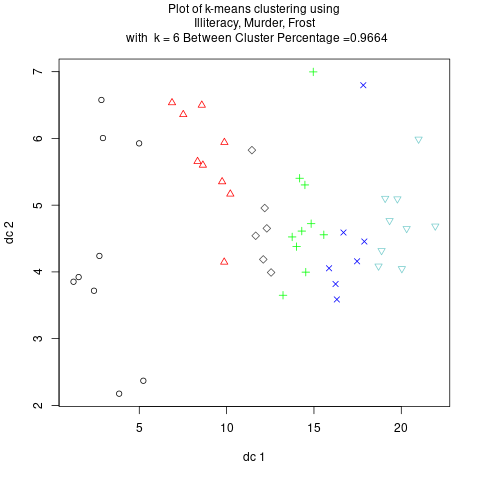 Plot of k-means clustering using
Illiteracy, Murder, Frost
with  k = 6 Between Cluster Percentage =0.9664
7
6
5
4
3
2
dc 2
5
10
15
20
dc 1